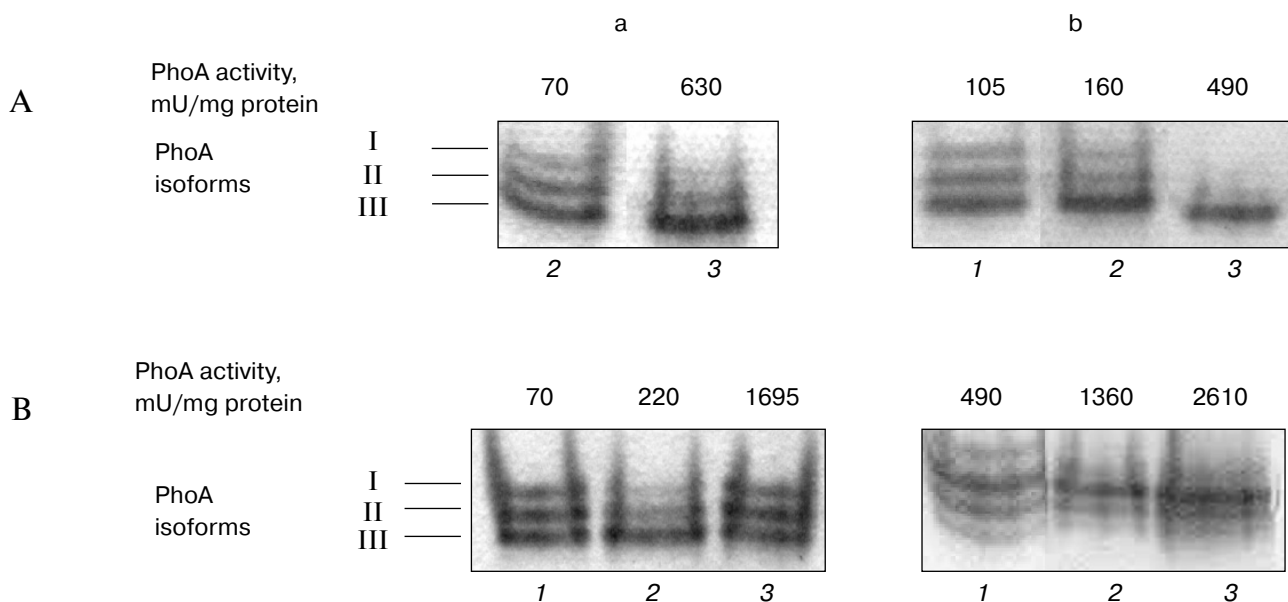 a b
PhoA activity,
mU/mg protein
70 630 105 160 490
A
PhoA
isoforms
I
II
III
2 3 1 2 3
PhoA activity,
mU/mg protein
70 220 1695 490 1360 2610
B
PhoA
isoforms
I
II
III
1 2 3 1 2 3